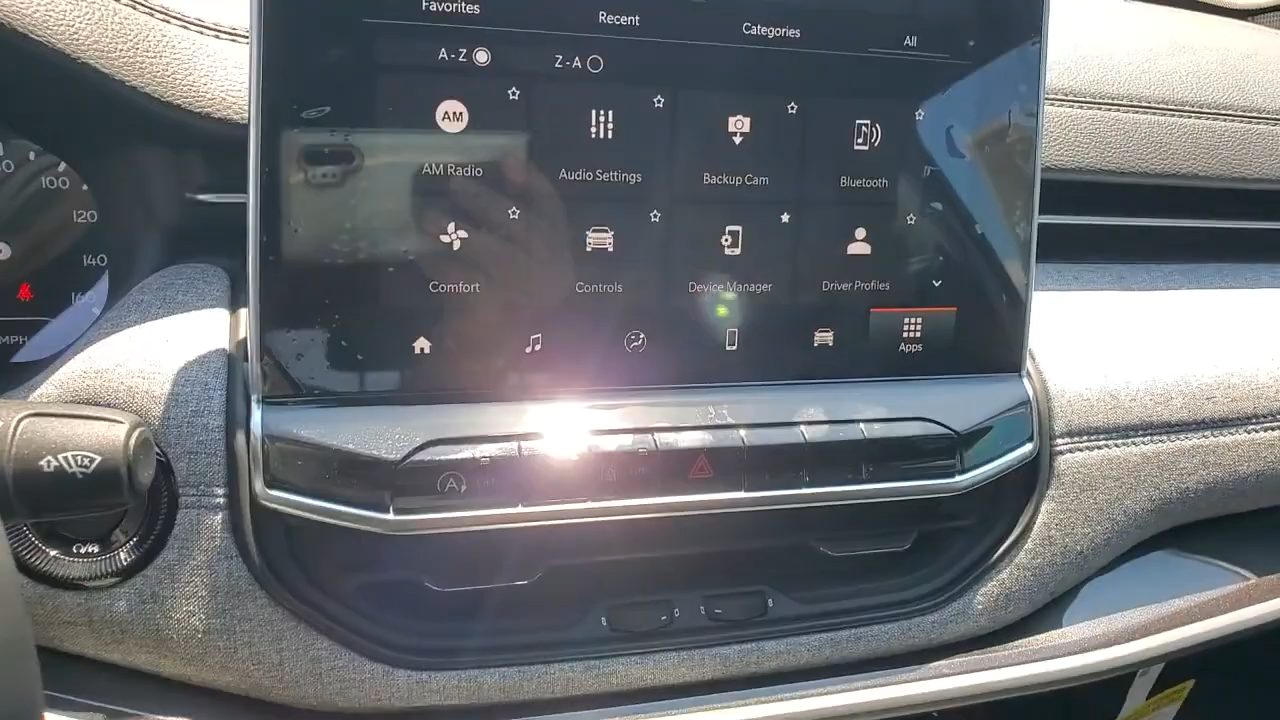 Favorites Recent Categories All
A - Z Z - A
AM
AM Radio Audio Settings Backup Cam Bluetooth
Comfort Controls Device Manager Driver Profiles
Apps
100
120
140
160
MPH
1x
A